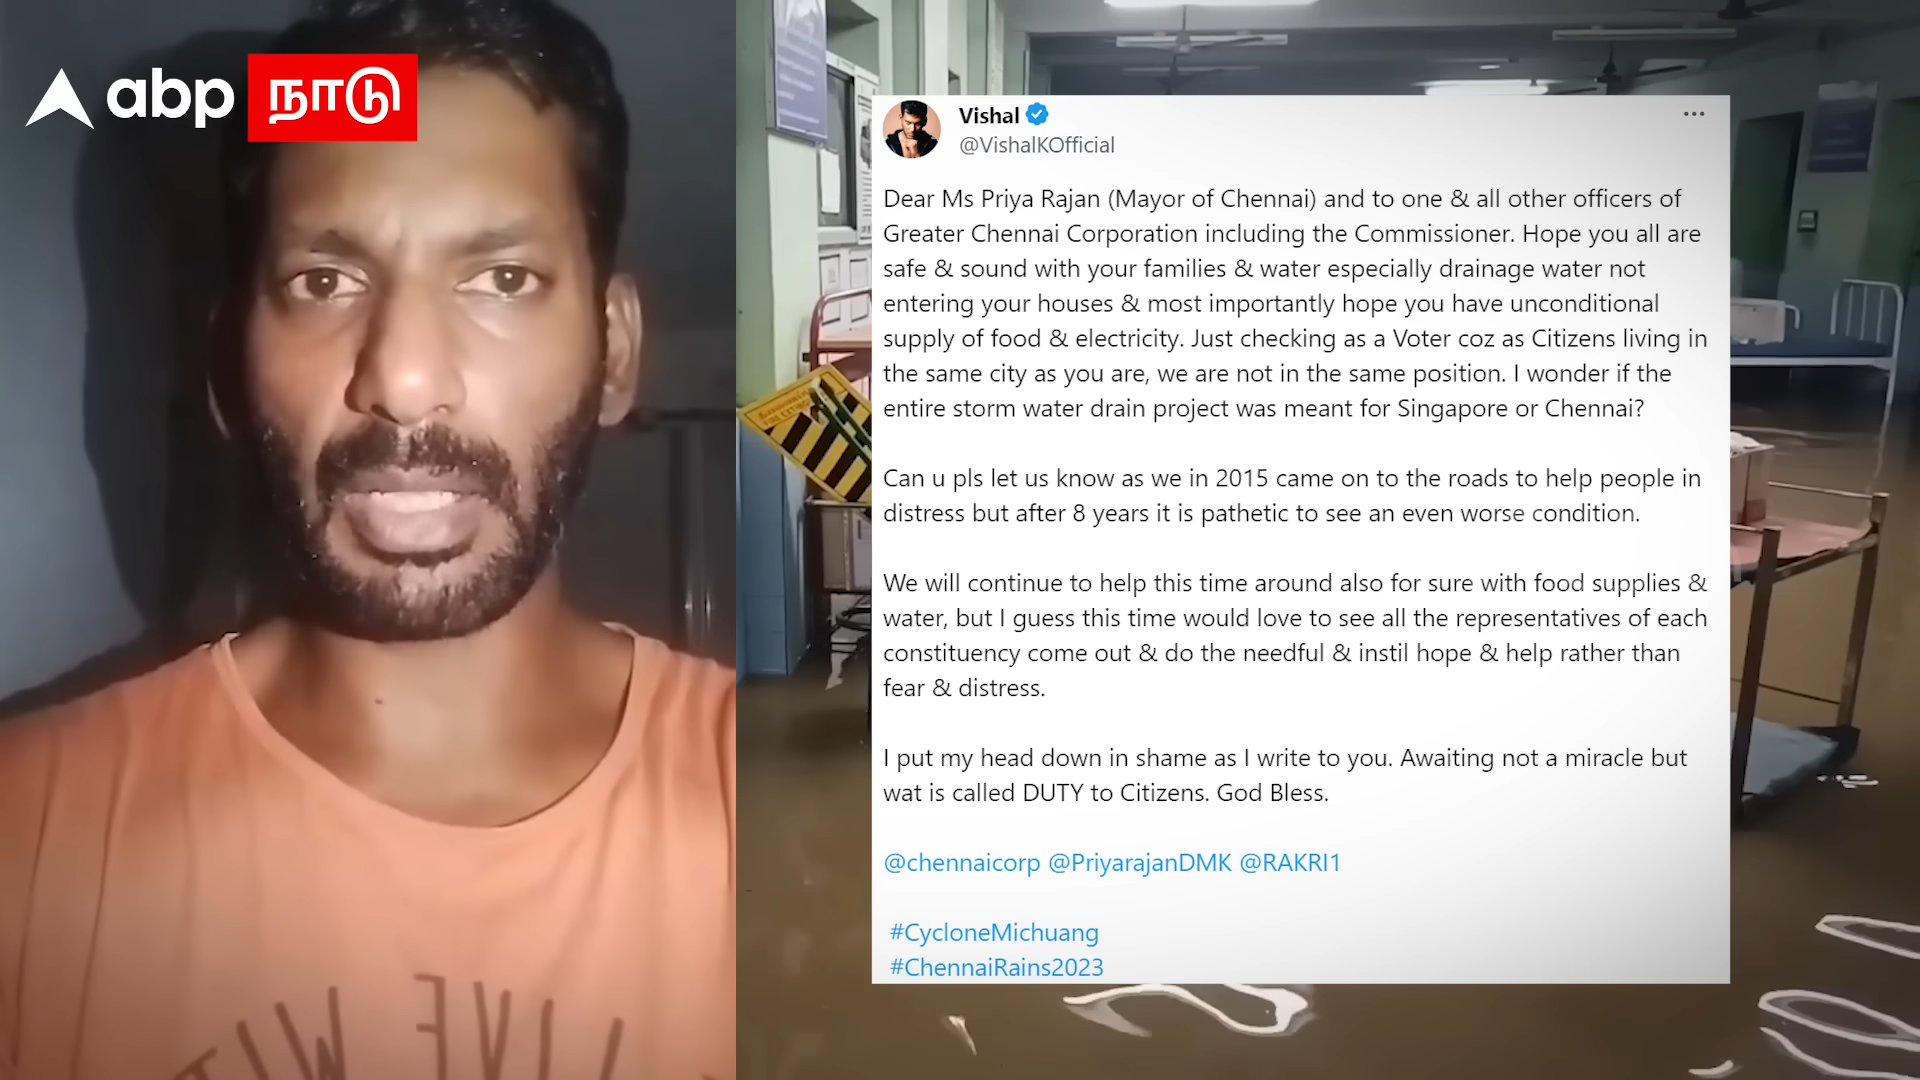 abp நாடு
Vishal
@VishalKOfficial
Dear Ms Priya Rajan (Mayor of Chennai) and to one & all other officers of
Greater Chennai Corporation including the Commissioner. Hope you all are
safe & sound with your families & water especially drainage water not
entering your houses & most importantly hope you have unconditional
supply of food & electricity. Just checking as a Voter coz as Citizens living in
the same city as you are, we are not in the same position. I wonder if the
entire storm water drain project was meant for Singapore or Chennai?
Can u pls let us know as we in 2015 came on to the roads to help people in
distress but after 8 years it is pathetic to see an even worse condition.
We will continue to help this time around also for sure with food supplies &
water, but I guess this time would love to see all the representatives of each
constituency come out & do the needful & instil hope & help rather than
fear & distress.
I put my head down in shame as I write to you. Awaiting not a miracle but
wat is called DUTY to Citizens. God Bless.
@chennaicorp @PriyarajanDMK @RAKRI1
#CycloneMichuang
#ChennaiRains2023
LIVE WIT